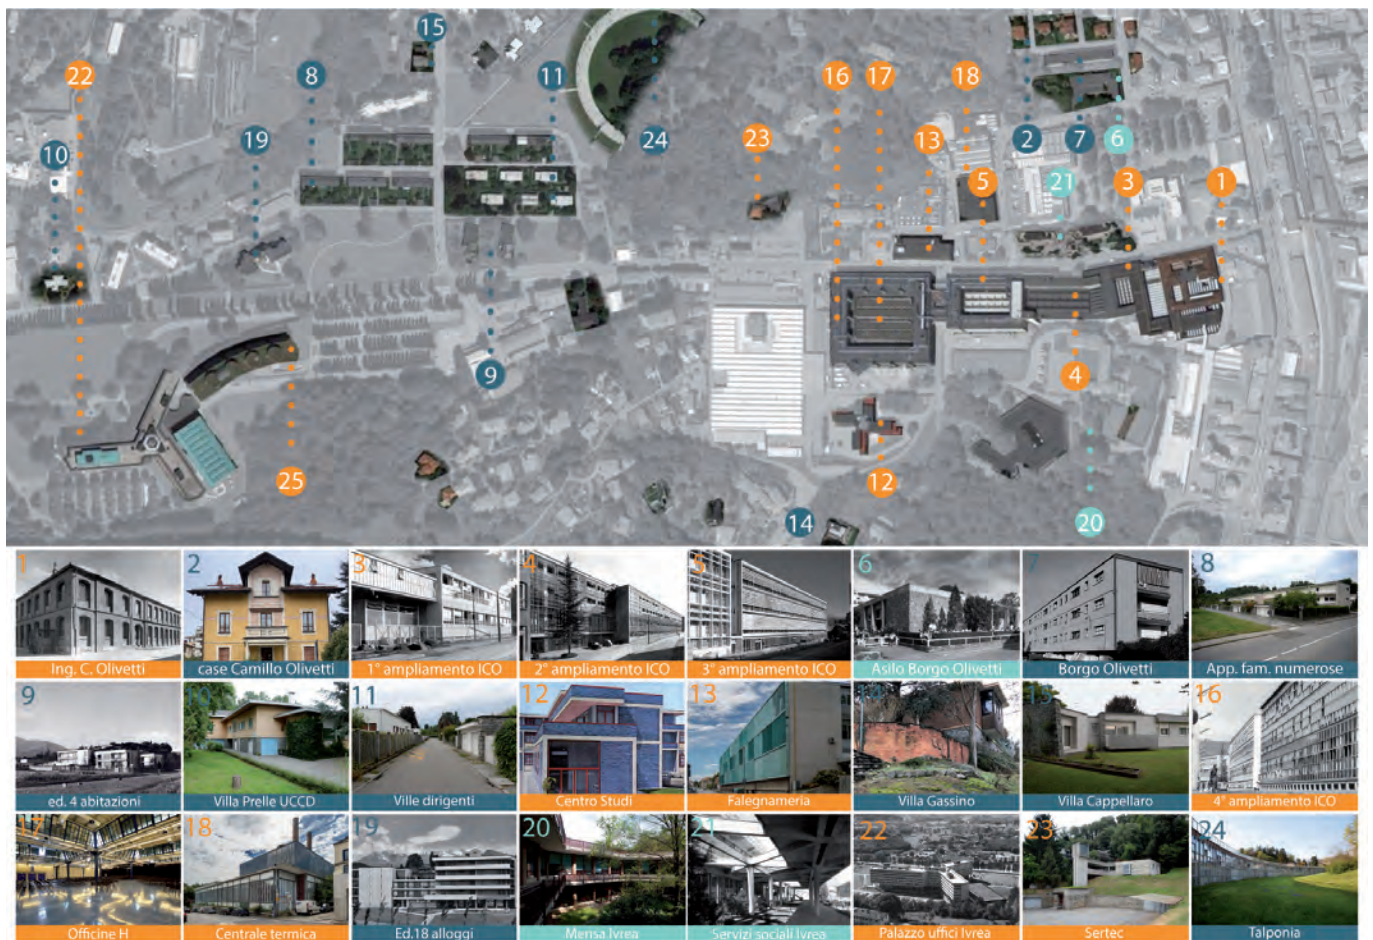 15
22
8
11
16
17
18
24
23
13
2
7
6
10
19
5
21
3
1
9
4
25
12
14
20
1
Ing. C. Olivetti
2
case Camillo Olivetti
3
1° ampliamento ICO
4
2° ampliamento ICO
5
3° ampliamento ICO
6
Asilo Borgo Olivetti
7
Borgo Olivetti
8
App. fam. numerose
9
ed. 4 abitazioni
10
Villa Prelle UCCD
11
Ville dirigenti
12
Centro Studi
13
Falegnameria
14
Villa Gassino
15
Villa Cappellaro
16
4° ampliamento ICO
17
Officine H
18
Centrale termica
19
Ed.18 alloggi
20
Mensa Ivrea
21
Servizi sociali Ivrea
22
Palazzo uffici Ivrea
23
Sertec
24
Talponia